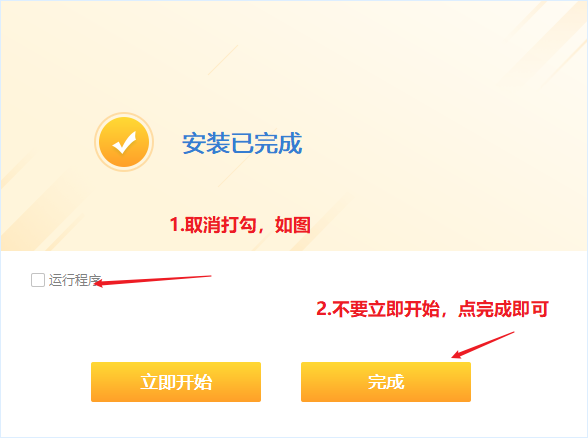 安装已完成
1.取消打勾，如图
运行程序
2.不要立即开始，点完成即可
立即开始
完成